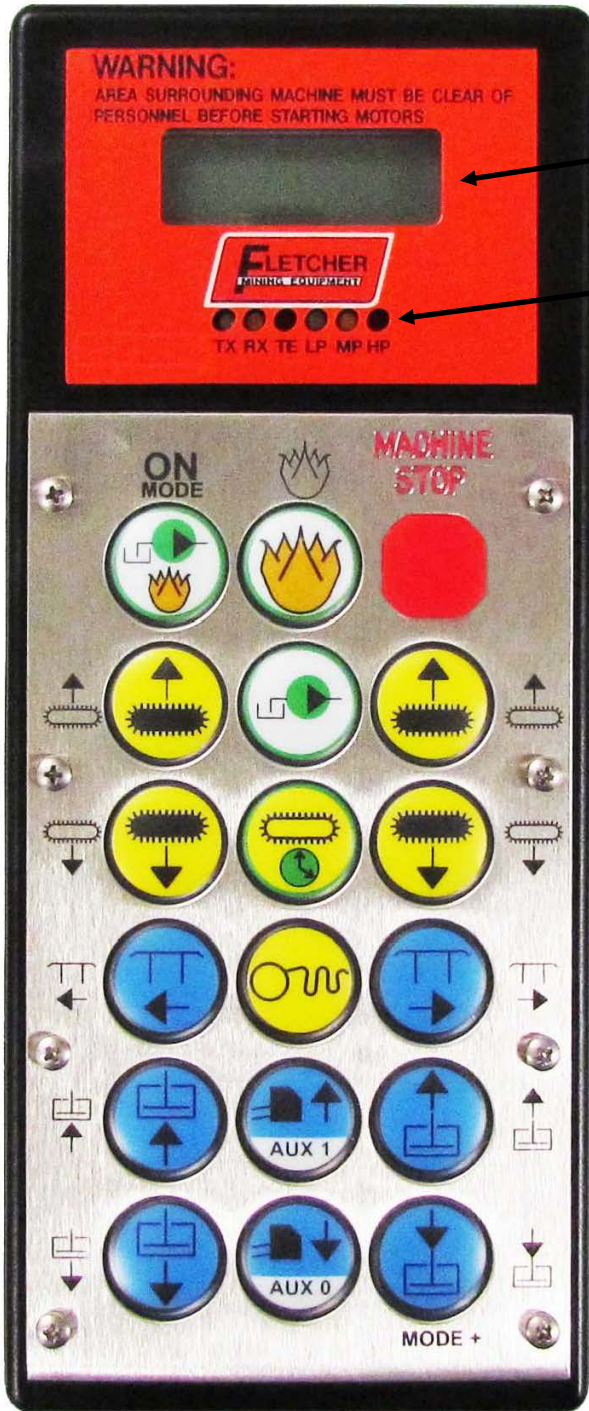 WARNING:
AREA SURROUNDING MACHINE MUST BE CLEAR OF
PERSONNEL BEFORE STARTING MOTORS
FLETCHER
MINING EQUIPMENT
TX RX TE LP MP HP
ON
MODE
MACHINE
STOP
AUX 1
AUX 0
MODE +